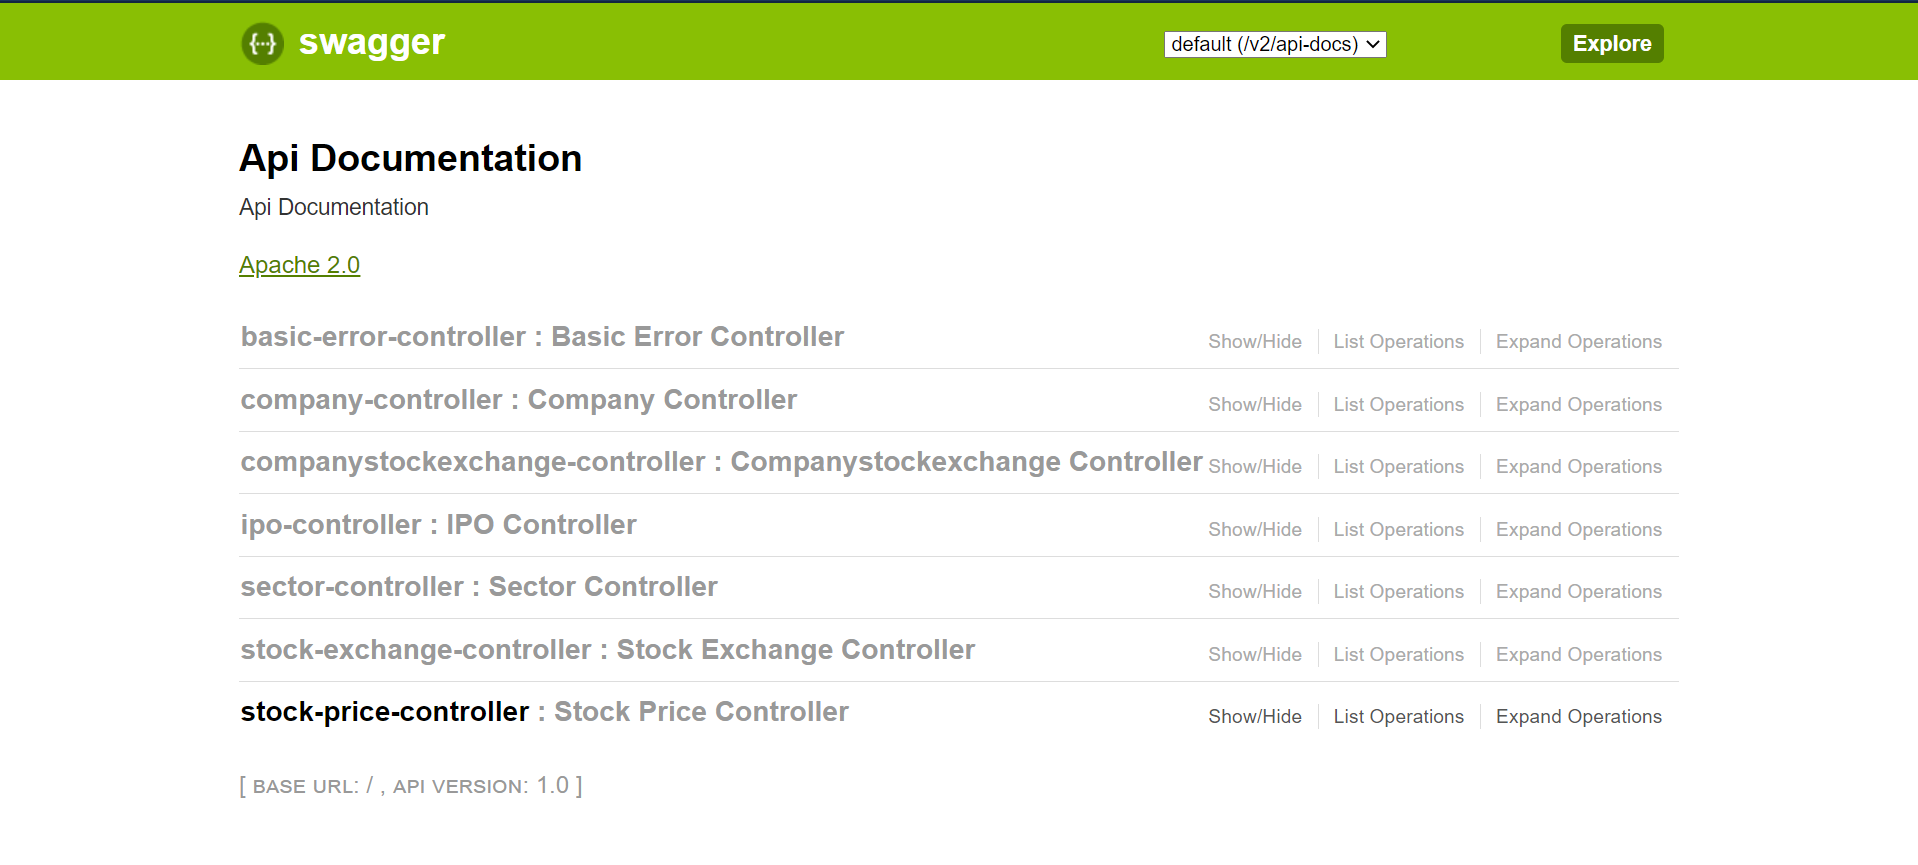 {···} swagger default (/v2/api-docs) Explore
Api Documentation
Api Documentation
Apache 2.0
basic-error-controller : Basic Error Controller Show/Hide List Operations Expand Operations
company-controller : Company Controller Show/Hide List Operations Expand Operations
companystockexchange-controller : Companystockexchange Controller Show/Hide List Operations Expand Operations
ipo-controller : IPO Controller Show/Hide List Operations Expand Operations
sector-controller : Sector Controller Show/Hide List Operations Expand Operations
stock-exchange-controller : Stock Exchange Controller Show/Hide List Operations Expand Operations
stock-price-controller : Stock Price Controller Show/Hide List Operations Expand Operations
[ BASE URL: / , API VERSION: 1.0 ]